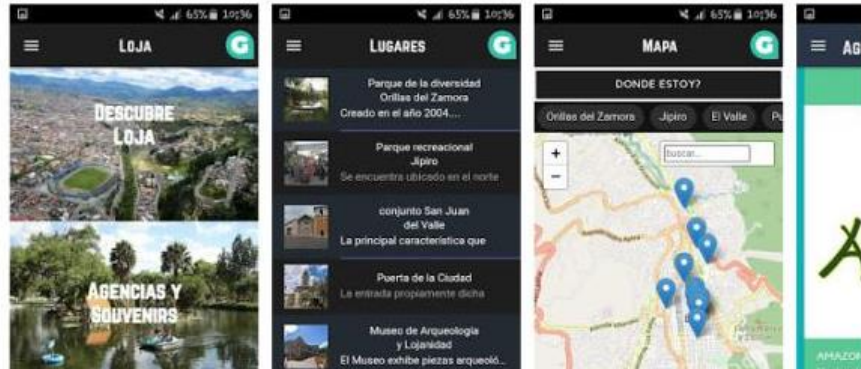 65% 10:36
LOJA
G
DESCUBRE
LOJA
AGENCIAS Y
SOUVENIRS
65% 10:36
LUGARES
G
Parque de la diversidad
Orillas del Zamora
Creado en el año 2004....
Parque recreacional
Jipiro
Se encuentra ubicado en el norte
conjunto San Juan
del Valle
La principal característica que
Puerta de la Ciudad
La entrada propiamente dicha
Museo de Arqueología
y Lojanidad
El Museo exhibe piezas arqueoló...
65% 10:36
MAPA
G
DONDE ESTOY?
Orillas del Zamora Jipiro El Valle Pu
+
buscar...
−
AG
A
AMAZON